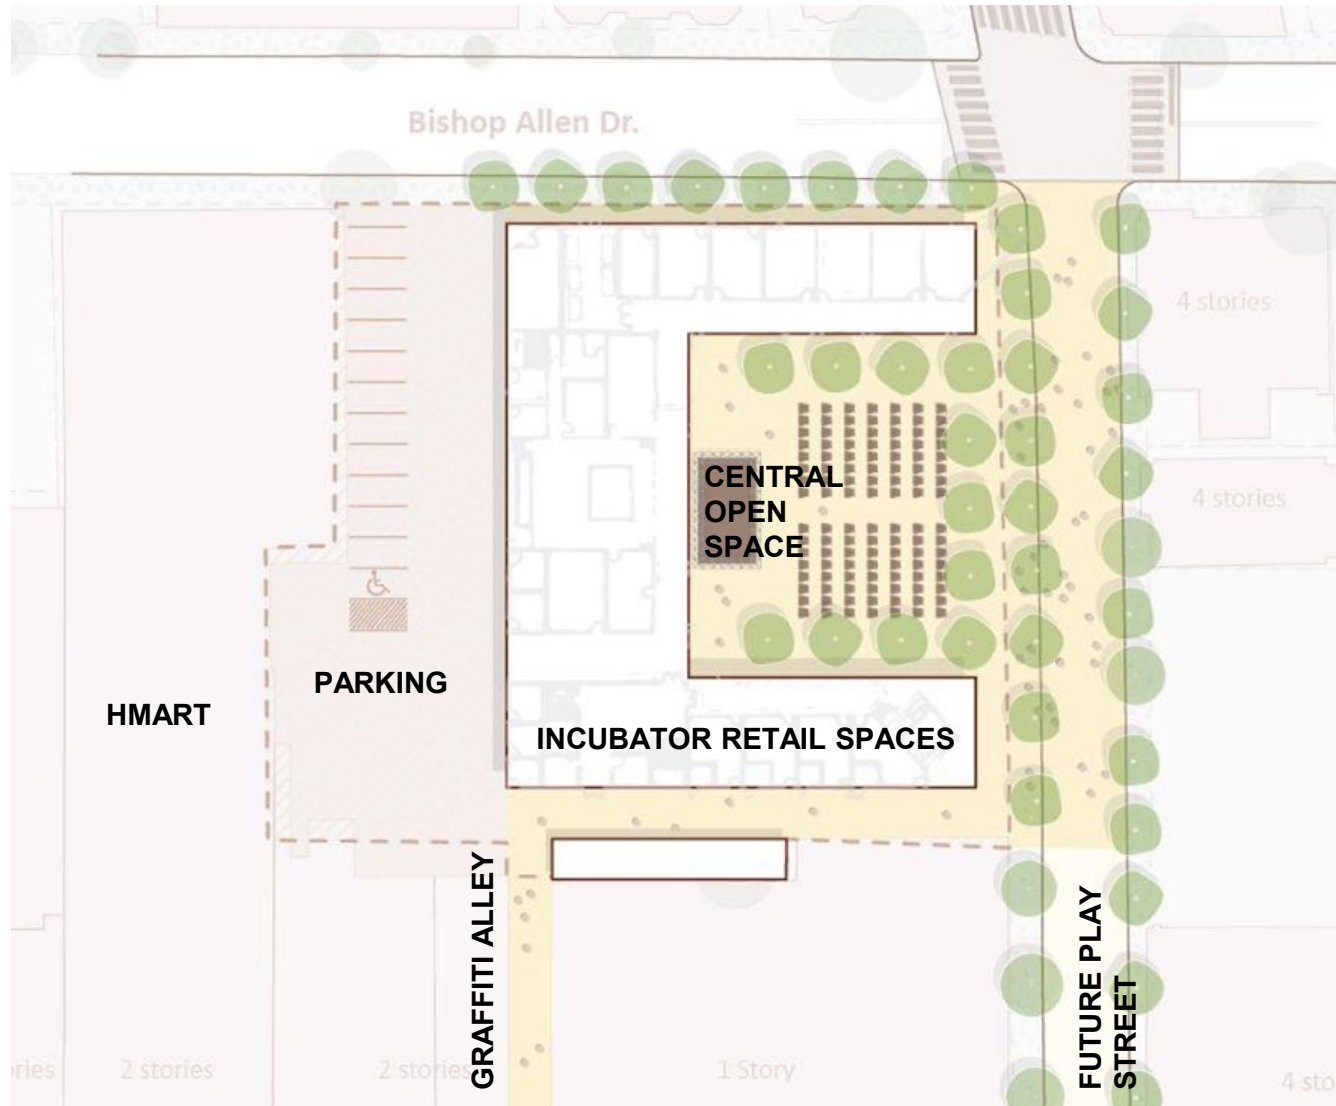 Bishop Allen Dr.
4 stories
CENTRAL
OPEN
SPACE
4 stories
PARKING
HMART
INCUBATOR RETAIL SPACES
GRAFFITI ALLEY
FUTURE PLAY
STREET
2 stories
2 stories
1 Story